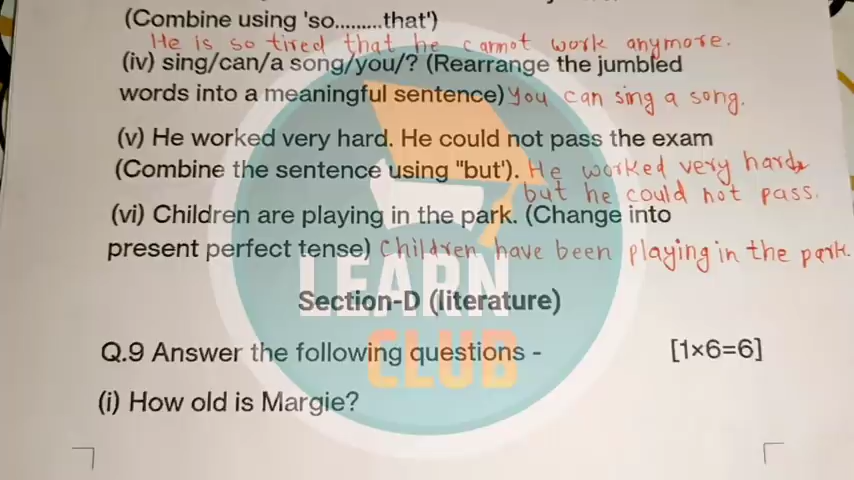 (Combine using 'so.........that')
He is so tired that he cannot work anymore.
(iv) sing/can/a song/you/? (Rearrange the jumbled
words into a meaningful sentence) You can sing a song.
(v) He worked very hard. He could not pass the exam
(Combine the sentence using "but"). He worked very hard,
but he could not pass.
(vi) Children are playing in the park. (Change into
present perfect tense) Children have been playing in the park.
LEARN
Section-D (literature)
CLUB
Q.9 Answer the following questions - [1×6=6]
(i) How old is Margie?